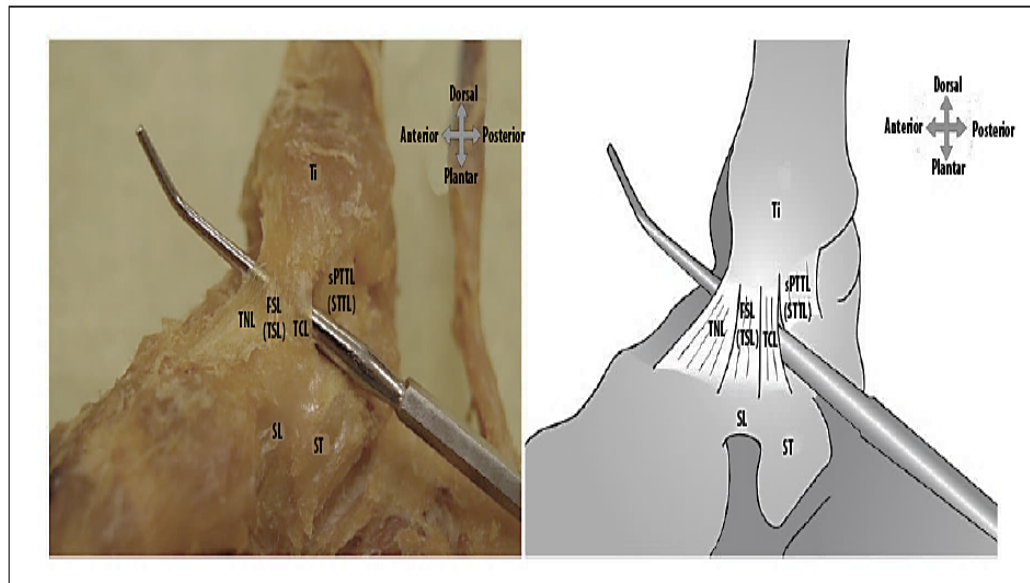 Dorsal
Anterior Posterior
Plantar
Ti
sPTTL
(STTL)
TNL
FSL
(TSL)
TCL
SL
ST
Dorsal
Anterior Posterior
Plantar
Ti
sPTTL
(STTL)
TNL
FSL
(TSL)
TCL
SL
ST